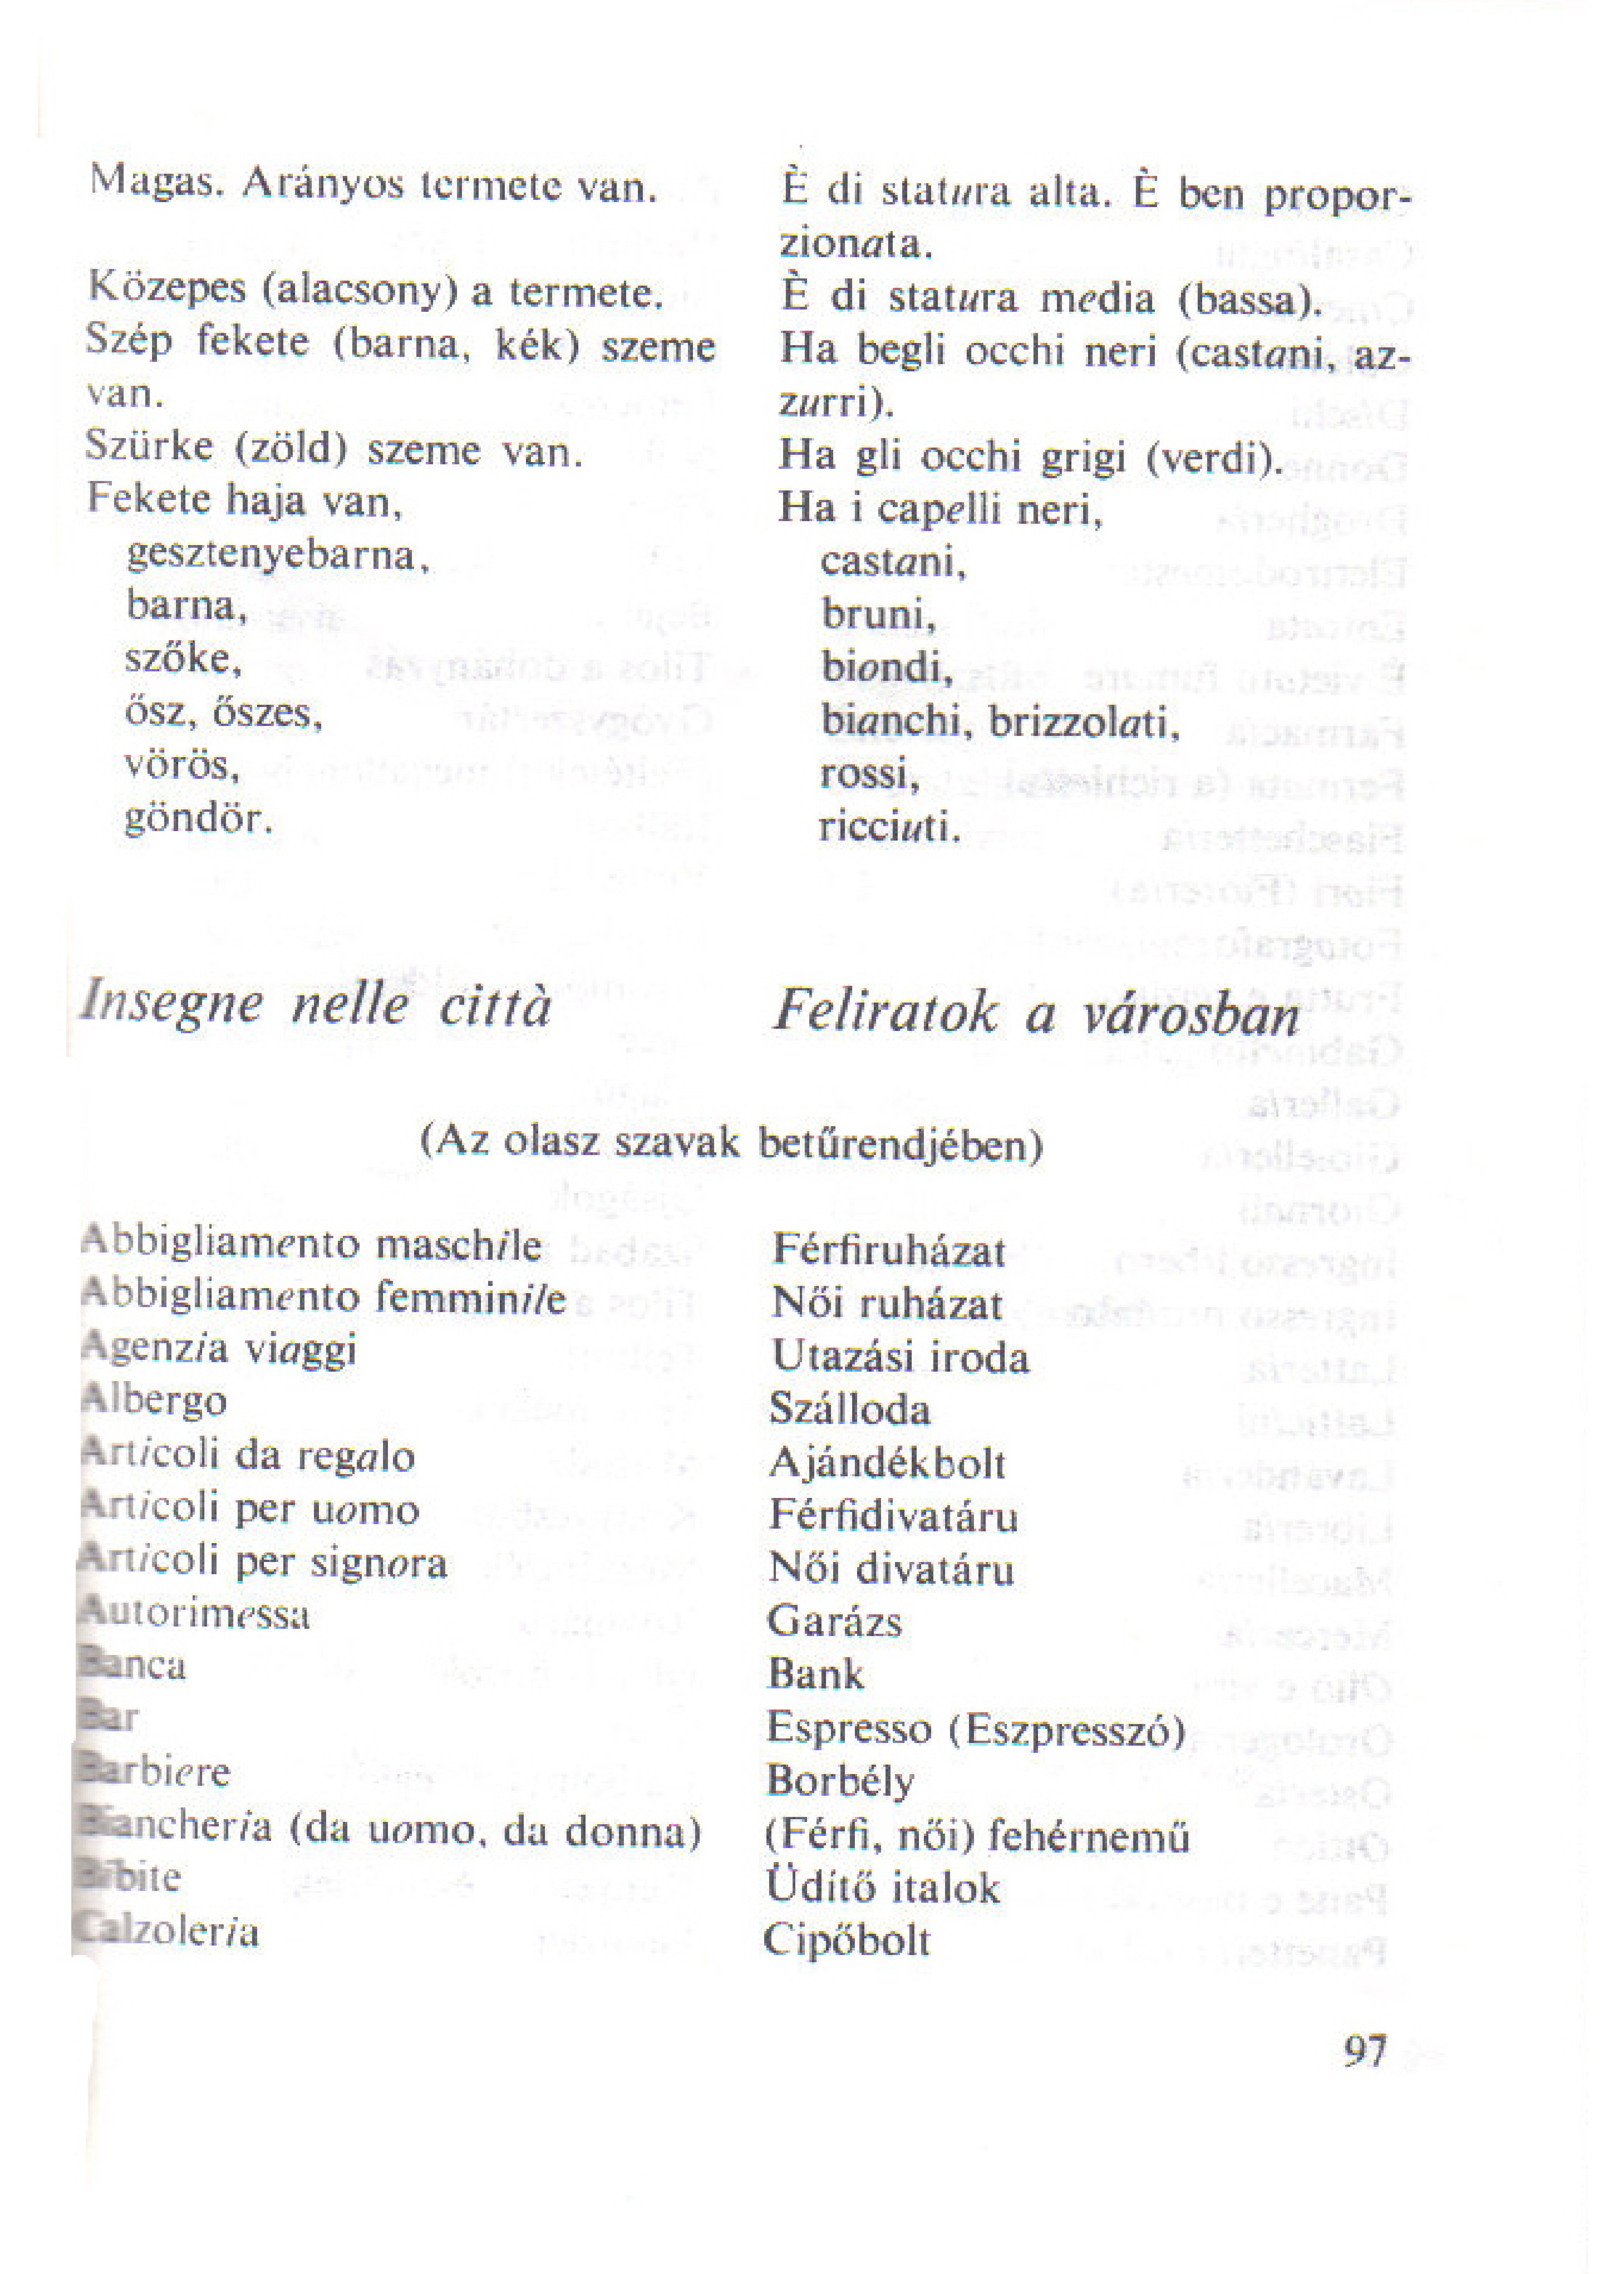 Magas. Arányos termete van.
È di statura alta. È ben propor-
zionata.
Közepes (alacsony) a termete.
È di statura media (bassa).
Szép fekete (barna, kék) szeme
van.
Ha begli occhi neri (castani, az-
zurri).
Szürke (zöld) szeme van.
Ha gli occhi grigi (verdi).
Fekete haja van,
Ha i capelli neri,
gesztenyebarna,
castani,
barna,
bruni,
szőke,
biondi,
ősz, őszes,
bianchi, brizzolati,
vörös,
rossi,
göndör.
ricciuti.
Insegne nelle città
Feliratok a városban
(Az olasz szavak betűrendjében)
Abbigliamento maschile
Férfiruházat
Abbigliamento femminile
Női ruházat
Agenzia viaggi
Utazási iroda
Albergo
Szálloda
Articoli da regalo
Ajándékbolt
Articoli per uomo
Férfidivatáru
Articoli per signora
Női divatáru
Autorimessa
Garázs
Banca
Bank
Bar
Espresso (Eszpresszó)
Barbiere
Borbély
Biancheria (da uomo, da donna)
(Férfi, női) fehérnemű
Bibite
Üdítő italok
Calzoleria
Cipőbolt
97